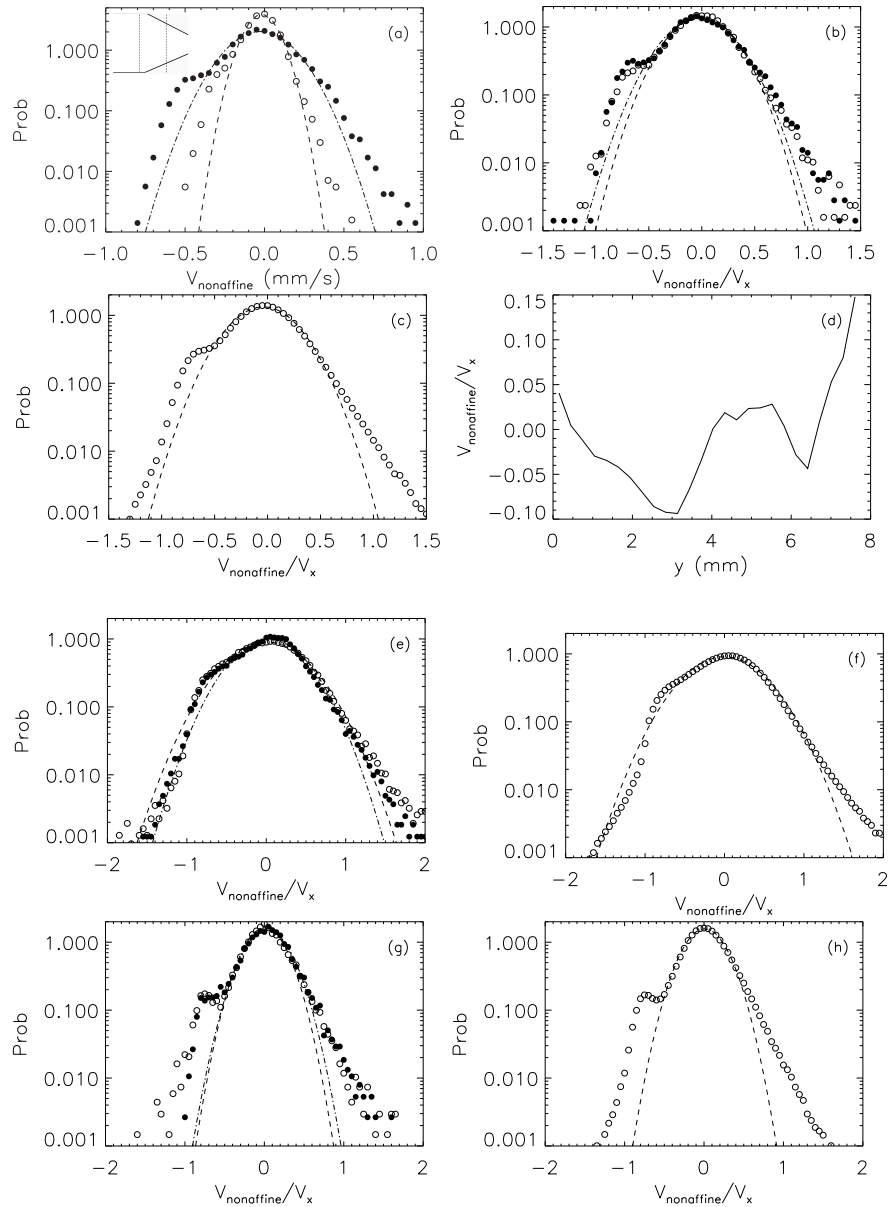 (a)
1.000
0.100
0.010
0.001
Prob
−1.0 −0.5 0.0 0.5 1.0
Vnonaffine (mm/s)
(b)
1.000
0.100
0.010
0.001
Prob
−1.5 −1.0 −0.5 0.0 0.5 1.0 1.5
Vnonaffine/Vx
(c)
1.000
0.100
0.010
0.001
Prob
−1.5 −1.0 −0.5 0.0 0.5 1.0 1.5
Vnonaffine/Vx
(d)
0.15
0.10
0.05
0.00
−0.05
−0.10
Vnonaffine/Vx
0 2 4 6 8
y (mm)
(e)
1.000
0.100
0.010
0.001
Prob
−2 −1 0 1 2
Vnonaffine/Vx
(f)
1.000
0.100
0.010
0.001
Prob
−2 −1 0 1 2
Vnonaffine/Vx
(g)
1.000
0.100
0.010
0.001
Prob
−2 −1 0 1 2
Vnonaffine/Vx
(h)
1.000
0.100
0.010
0.001
Prob
−2 −1 0 1 2
Vnonaffine/Vx